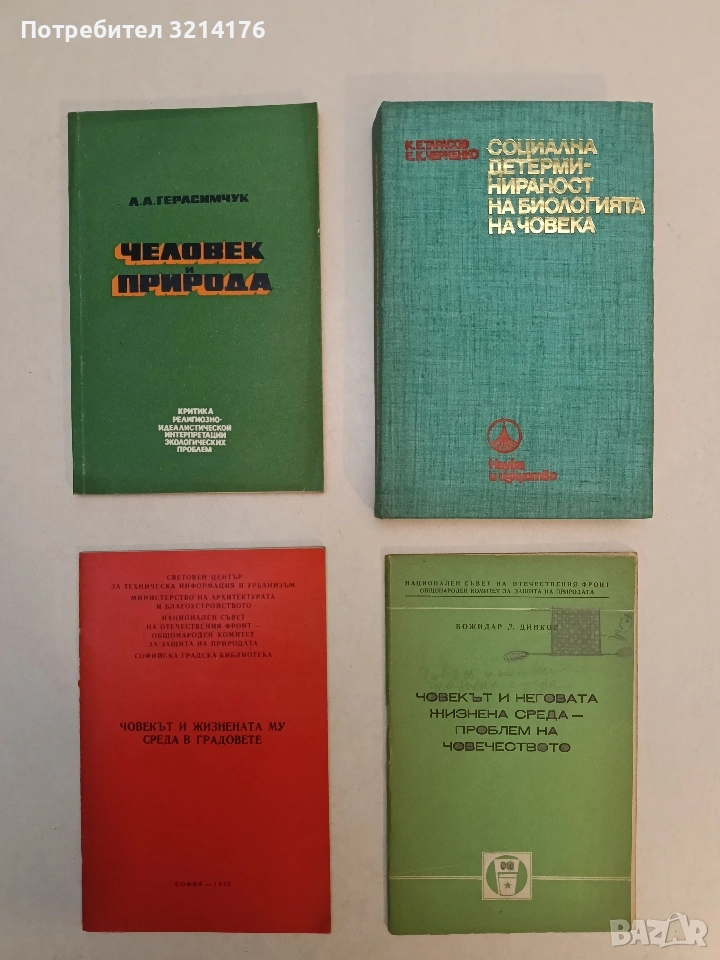 Потребител 3214176
А.А.ГЕРАСИМЧУК
ЧЕЛОВЕК
И
ПРИРОДА
КРИТИКА
РЕЛИГИОЗНО-
ИДЕАЛИСТИЧЕСКОЙ
ИНТЕРПРЕТАЦИИ
ЭКОЛОГИЧЕСКИХ
ПРОБЛЕМ
К.Е.ТАРАСОВ
Е.К.ЧЕРНЕНКО
СОЦИАЛНА
ДЕТЕРМИ-
НИРАНОСТ
НА БИОЛОГИЯТА
НА ЧОВЕКА
Наука
и изкуство
СВЕТОВЕН ЦЕНТЪР
ЗА ТЕХНИЧЕСКА ИНФОРМАЦИЯ И УРБАНИЗЪМ
МИНИСТЕРСТВО НА АРХИТЕКТУРАТА
И БЛАГОУСТРОЙСТВОТО
НАЦИОНАЛЕН СЪВЕТ
НА ОТЕЧЕСТВЕНИЯ ФРОНТ –
ОБЩОНАРОДЕН КОМИТЕТ
ЗА ЗАЩИТА НА ПРИРОДАТА
СОФИЙСКА ГРАДСКА БИБЛИОТЕКА
ЧОВЕКЪТ И ЖИЗНЕНАТА МУ
СРЕДА В ГРАДОВЕТЕ
СОФИЯ —
НАЦИОНАЛЕН СЪВЕТ НА ОТЕЧЕСТВЕНИЯ ФРОНТ
ОБЩОНАРОДЕН КОМИТЕТ ЗА ЗАЩИТА НА ПРИРОДАТА
БОЖИДАР Л. ДИНКОВ
ЧОВЕКЪТ И НЕГОВАТА
ЖИЗНЕНА СРЕДА —
ПРОБЛЕМ НА
ЧОВЕЧЕСТВОТО
BAZAR